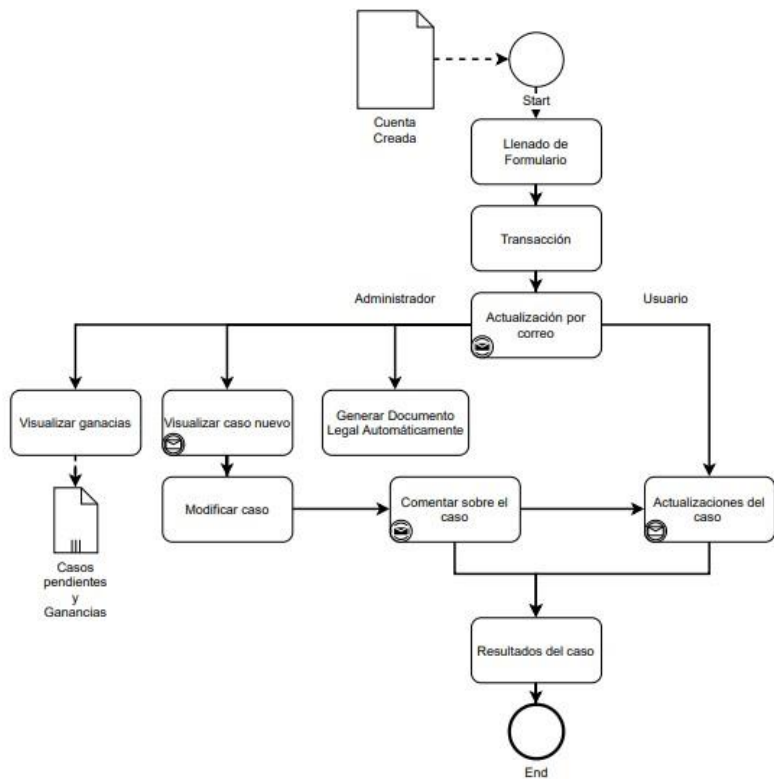 Cuenta
Creada
Start
Llenado de
Formulario
Transacción
Administrador
Usuario
Actualización por
correo
Visualizar ganacias
Visualizar caso nuevo
Generar Documento
Legal Automáticamente
Modificar caso
Comentar sobre el
caso
Actualizaciones del
caso
Casos
pendientes
y
Ganancias
Resultados del caso
End